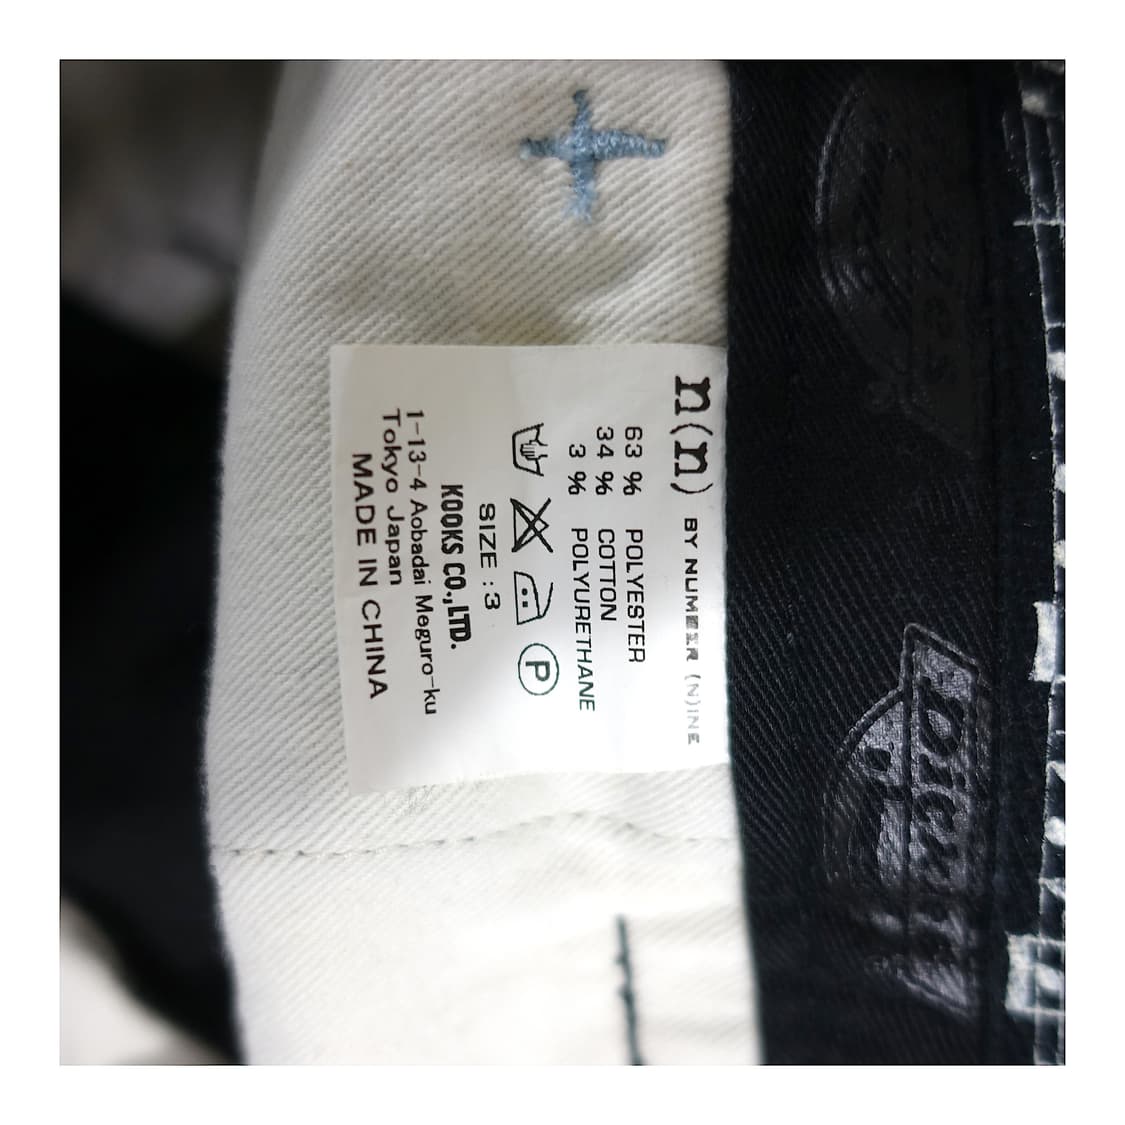 n(n) BY NUMBER (N)INE
63 % POLYESTER
34 % COTTON
3 % POLYURETHANE
P
SIZE : 3
KOOKS CO.,LTD.
1-13-4 Aobadai Meguro-ku
Tokyo Japan
MADE IN CHINA
Dickies